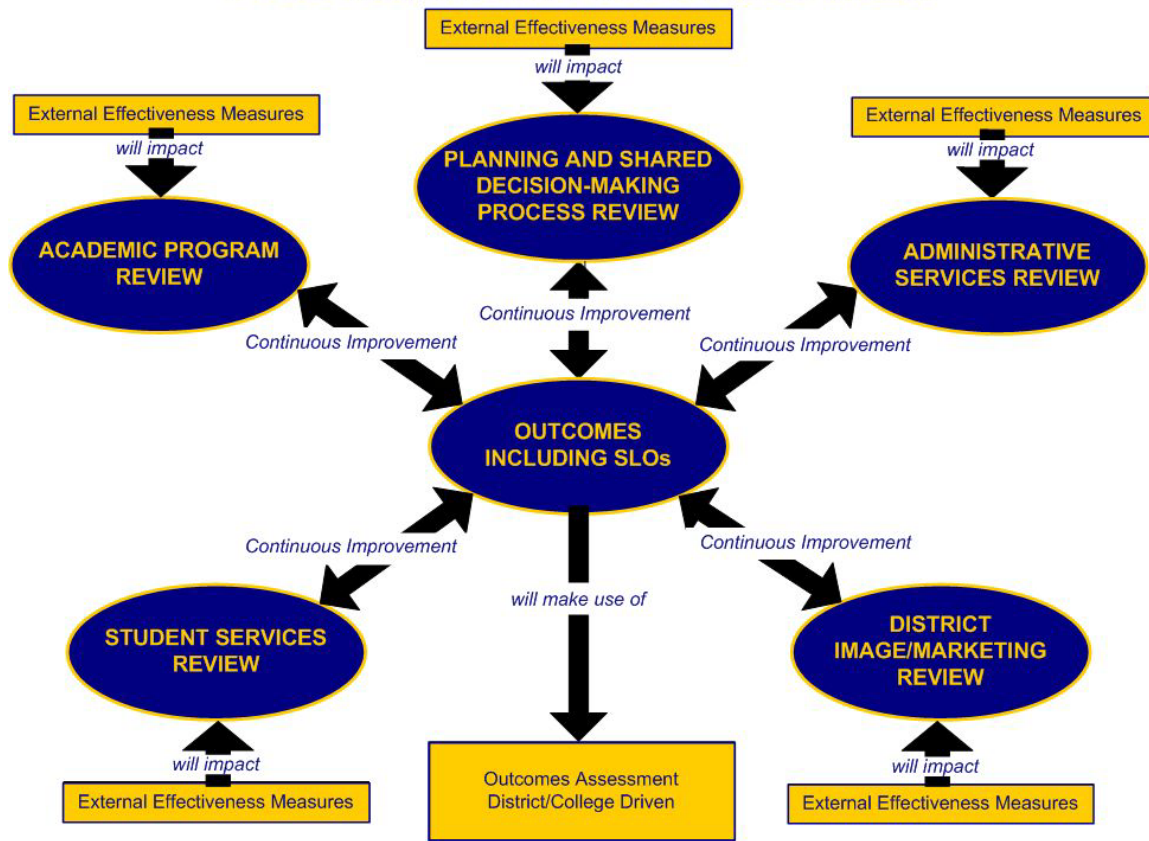 External Effectiveness Measures
will impact
External Effectiveness Measures
will impact
External Effectiveness Measures
will impact
PLANNING AND SHARED
DECISION-MAKING
PROCESS REVIEW
ACADEMIC PROGRAM
REVIEW
ADMINISTRATIVE
SERVICES REVIEW
Continuous Improvement
Continuous Improvement
Continuous Improvement
OUTCOMES
INCLUDING SLOs
Continuous Improvement
Continuous Improvement
will make use of
STUDENT SERVICES
REVIEW
DISTRICT
IMAGE/MARKETING
REVIEW
will impact
External Effectiveness Measures
Outcomes Assessment
District/College Driven
will impact
External Effectiveness Measures